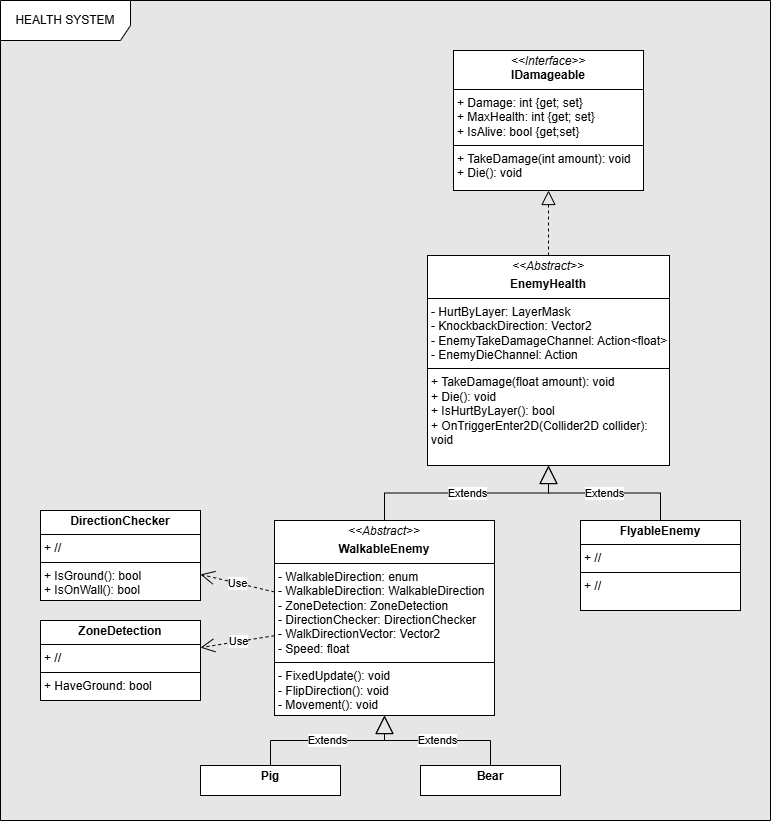 HEALTH SYSTEM
<<Interface>>
IDamageable
+ Damage: int {get; set}
+ MaxHealth: int {get; set}
+ IsAlive: bool {get;set}
+ TakeDamage(int amount): void
+ Die(): void
<<Abstract>>
EnemyHealth
- HurtByLayer: LayerMask
- KnockbackDirection: Vector2
- EnemyTakeDamageChannel: Action<float>
- EnemyDieChannel: Action
+ TakeDamage(float amount): void
+ Die(): void
+ IsHurtByLayer(): bool
+ OnTriggerEnter2D(Collider2D collider):
void
Extends
Extends
DirectionChecker
+ //
+ IsGround(): bool
+ IsOnWall(): bool
Use
ZoneDetection
+ //
+ HaveGround: bool
Use
<<Abstract>>
WalkableEnemy
- WalkableDirection: enum
- WalkableDirection: WalkableDirection
- ZoneDetection: ZoneDetection
- DirectionChecker: DirectionChecker
- WalkDirectionVector: Vector2
- Speed: float
- FixedUpdate(): void
- FlipDirection(): void
- Movement(): void
FlyableEnemy
+ //
+ //
Extends
Extends
Pig
Bear